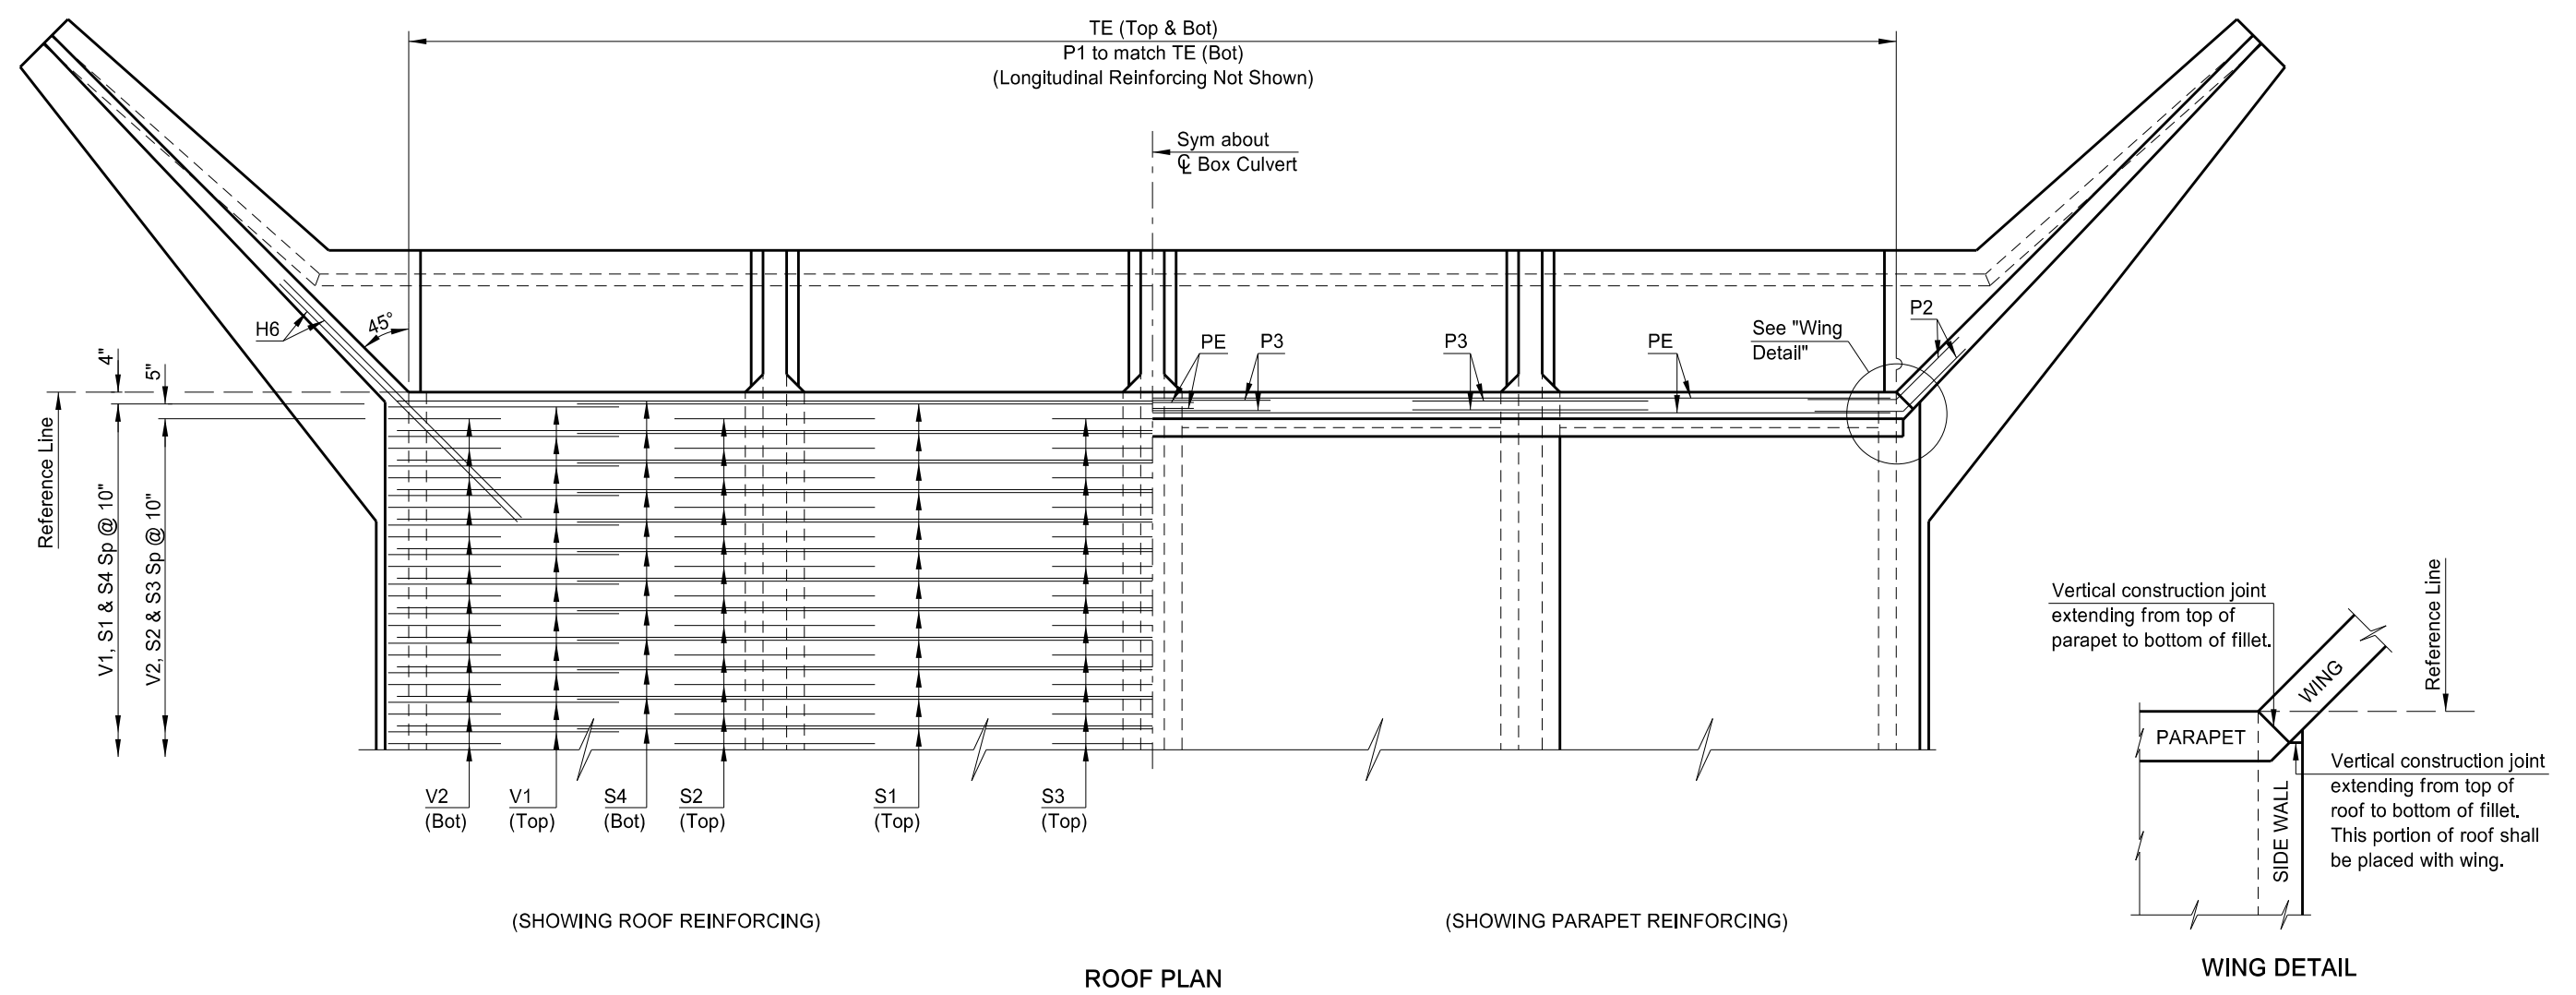 TE (Top & Bot)
P1 to match TE (Bot)
(Longitudinal Reinforcing Not Shown)
Sym about
℄ Box Culvert
H6
45°
4"
5"
Reference Line
V1, S1 & S4 Sp @ 10"
V2, S2 & S3 Sp @ 10"
PE
P3
P3
PE
See "Wing
Detail"
P2
V2
(Bot)
V1
(Top)
S4
(Bot)
S2
(Top)
S1
(Top)
S3
(Top)
(SHOWING ROOF REINFORCING)
(SHOWING PARAPET REINFORCING)
ROOF PLAN
Vertical construction joint
extending from top of
parapet to bottom of fillet.
Reference Line
WING
PARAPET
SIDE WALL
Vertical construction joint
extending from top of
roof to bottom of fillet.
This portion of roof shall
be placed with wing.
WING DETAIL